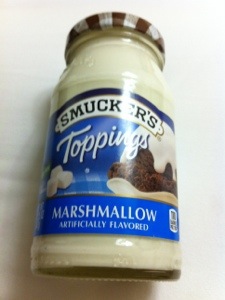 SMUCKER'S
Toppings
MARSHMALLOW
ARTIFICIALLY FLAVORED